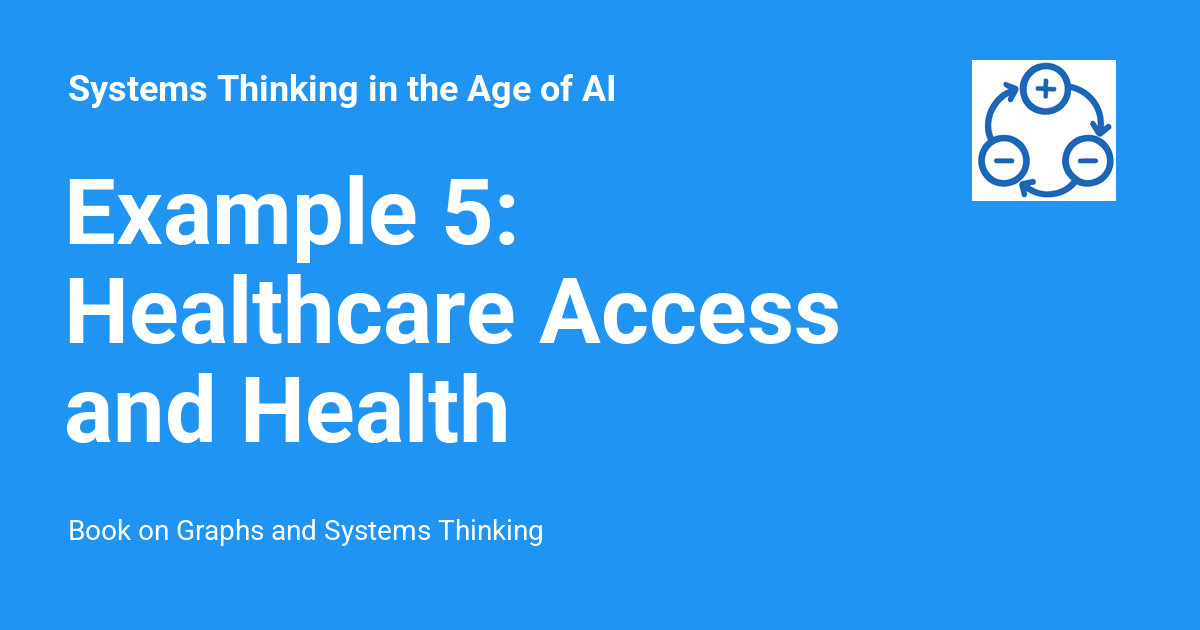 Systems Thinking in the Age of AI
Example 5:
Healthcare Access
and Health
Book on Graphs and Systems Thinking